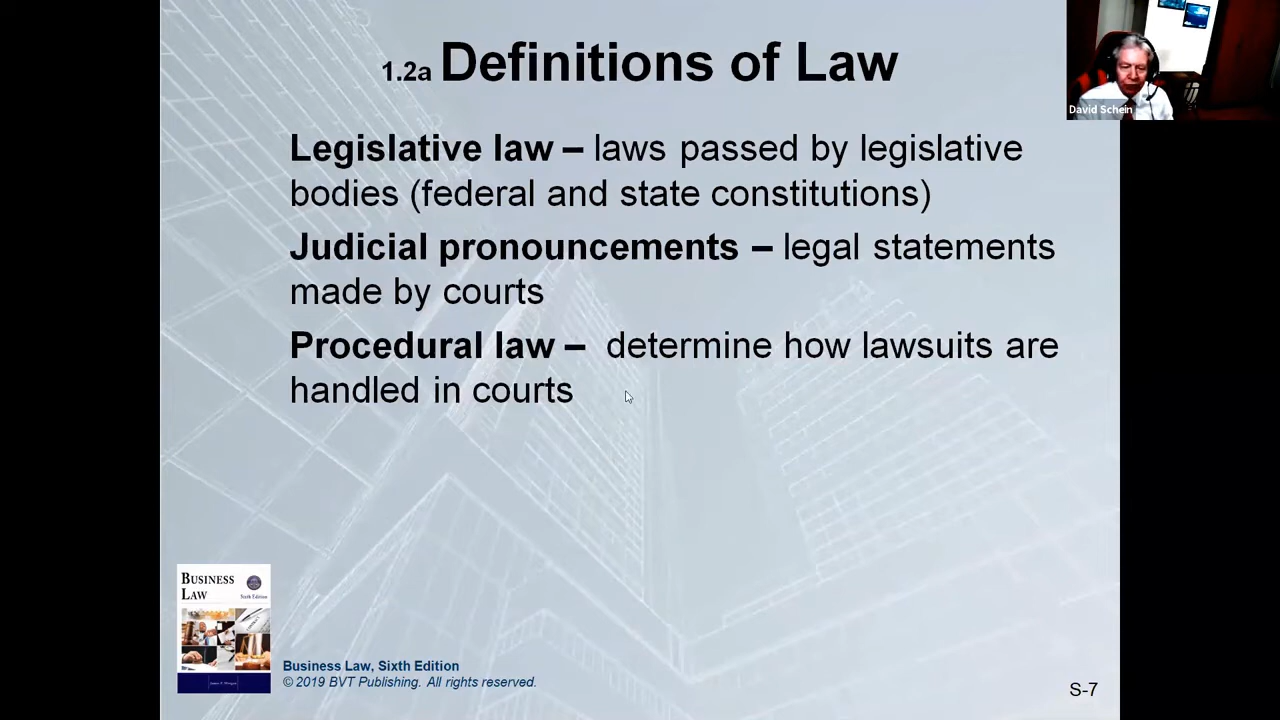 1.2a Definitions of Law
David Schein
Legislative law – laws passed by legislative
bodies (federal and state constitutions)
Judicial pronouncements – legal statements
made by courts
Procedural law – determine how lawsuits are
handled in courts
BUSINESS
LAW
Sixth Edition
Business Law, Sixth Edition
© 2019 BVT Publishing. All rights reserved.
S-7